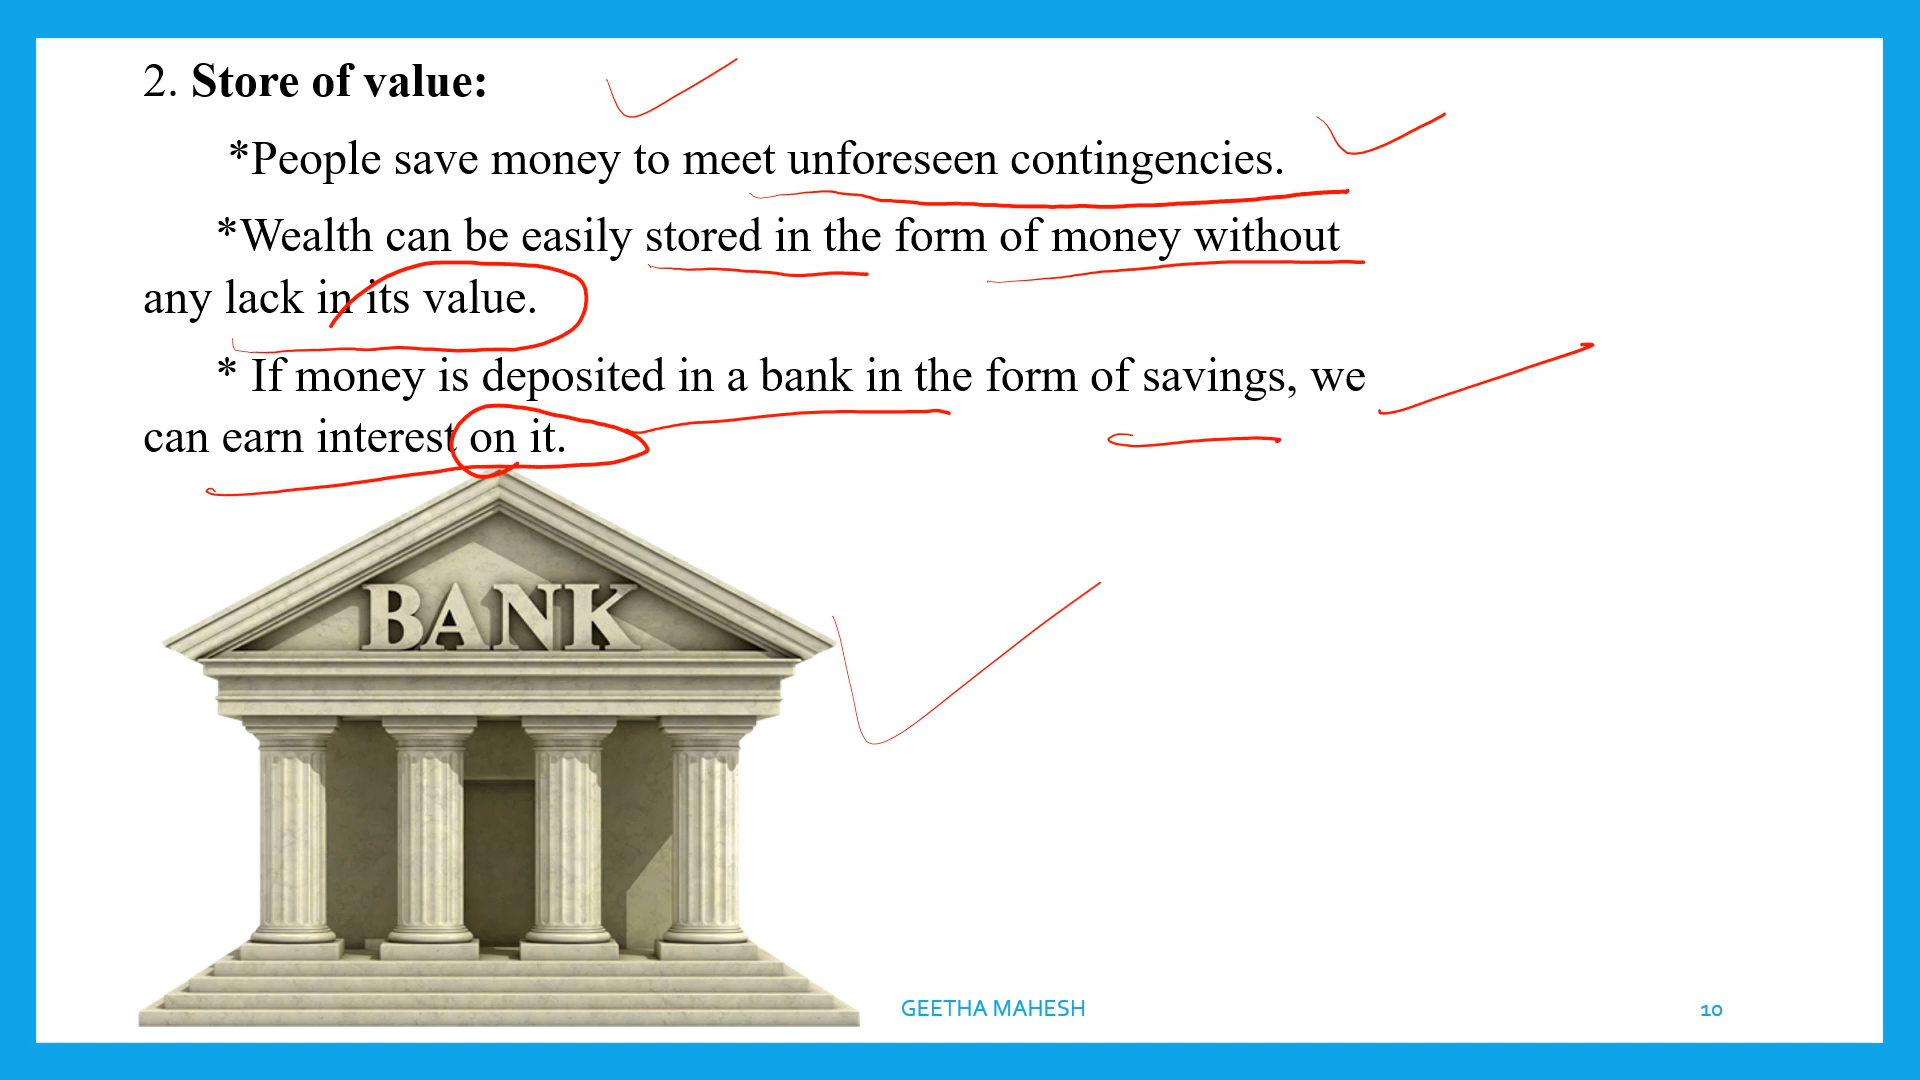 2. Store of value:
*People save money to meet unforeseen contingencies.
*Wealth can be easily stored in the form of money without
any lack in its value.
* If money is deposited in a bank in the form of savings, we
can earn interest on it.
BANK
GEETHA MAHESH
10